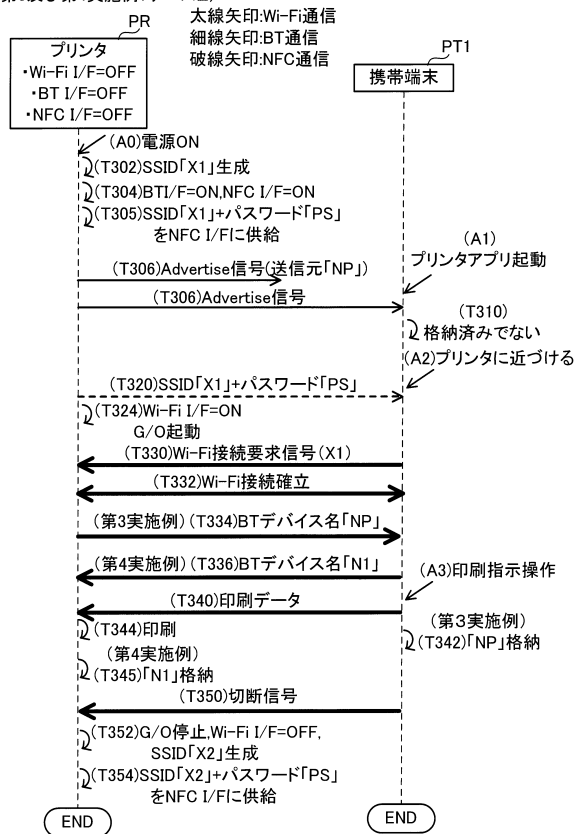 太線矢印:Wi-Fi通信
細線矢印:BT通信
破線矢印:NFC通信
PR
プリンタ
・Wi-Fi I/F=OFF
・BT I/F=OFF
・NFC I/F=OFF
PT1
携帯端末
(A0)電源ON
(T302)SSID「X1」生成
(T304)BTI/F=ON,NFC I/F=ON
(T305)SSID「X1」+パスワード「PS」
をNFC I/Fに供給
(A1)
プリンタアプリ起動
(T306)Advertise信号(送信元「NP」)
(T306)Advertise信号
(T310)
格納済みでない
(A2)プリンタに近づける
(T320)SSID「X1」+パスワード「PS」
(T324)Wi-Fi I/F=ON
G/O起動
(T330)Wi-Fi接続要求信号(X1)
(T332)Wi-Fi接続確立
(第3実施例)(T334)BTデバイス名「NP」
(第4実施例)(T336)BTデバイス名「N1」
(A3)印刷指示操作
(T340)印刷データ
(T344)印刷
(第3実施例)
(T342)「NP」格納
(第4実施例)
(T345)「N1」格納
(T350)切断信号
(T352)G/O停止,Wi-Fi I/F=OFF,
SSID「X2」生成
(T354)SSID「X2」+パスワード「PS」
をNFC I/Fに供給
END
END